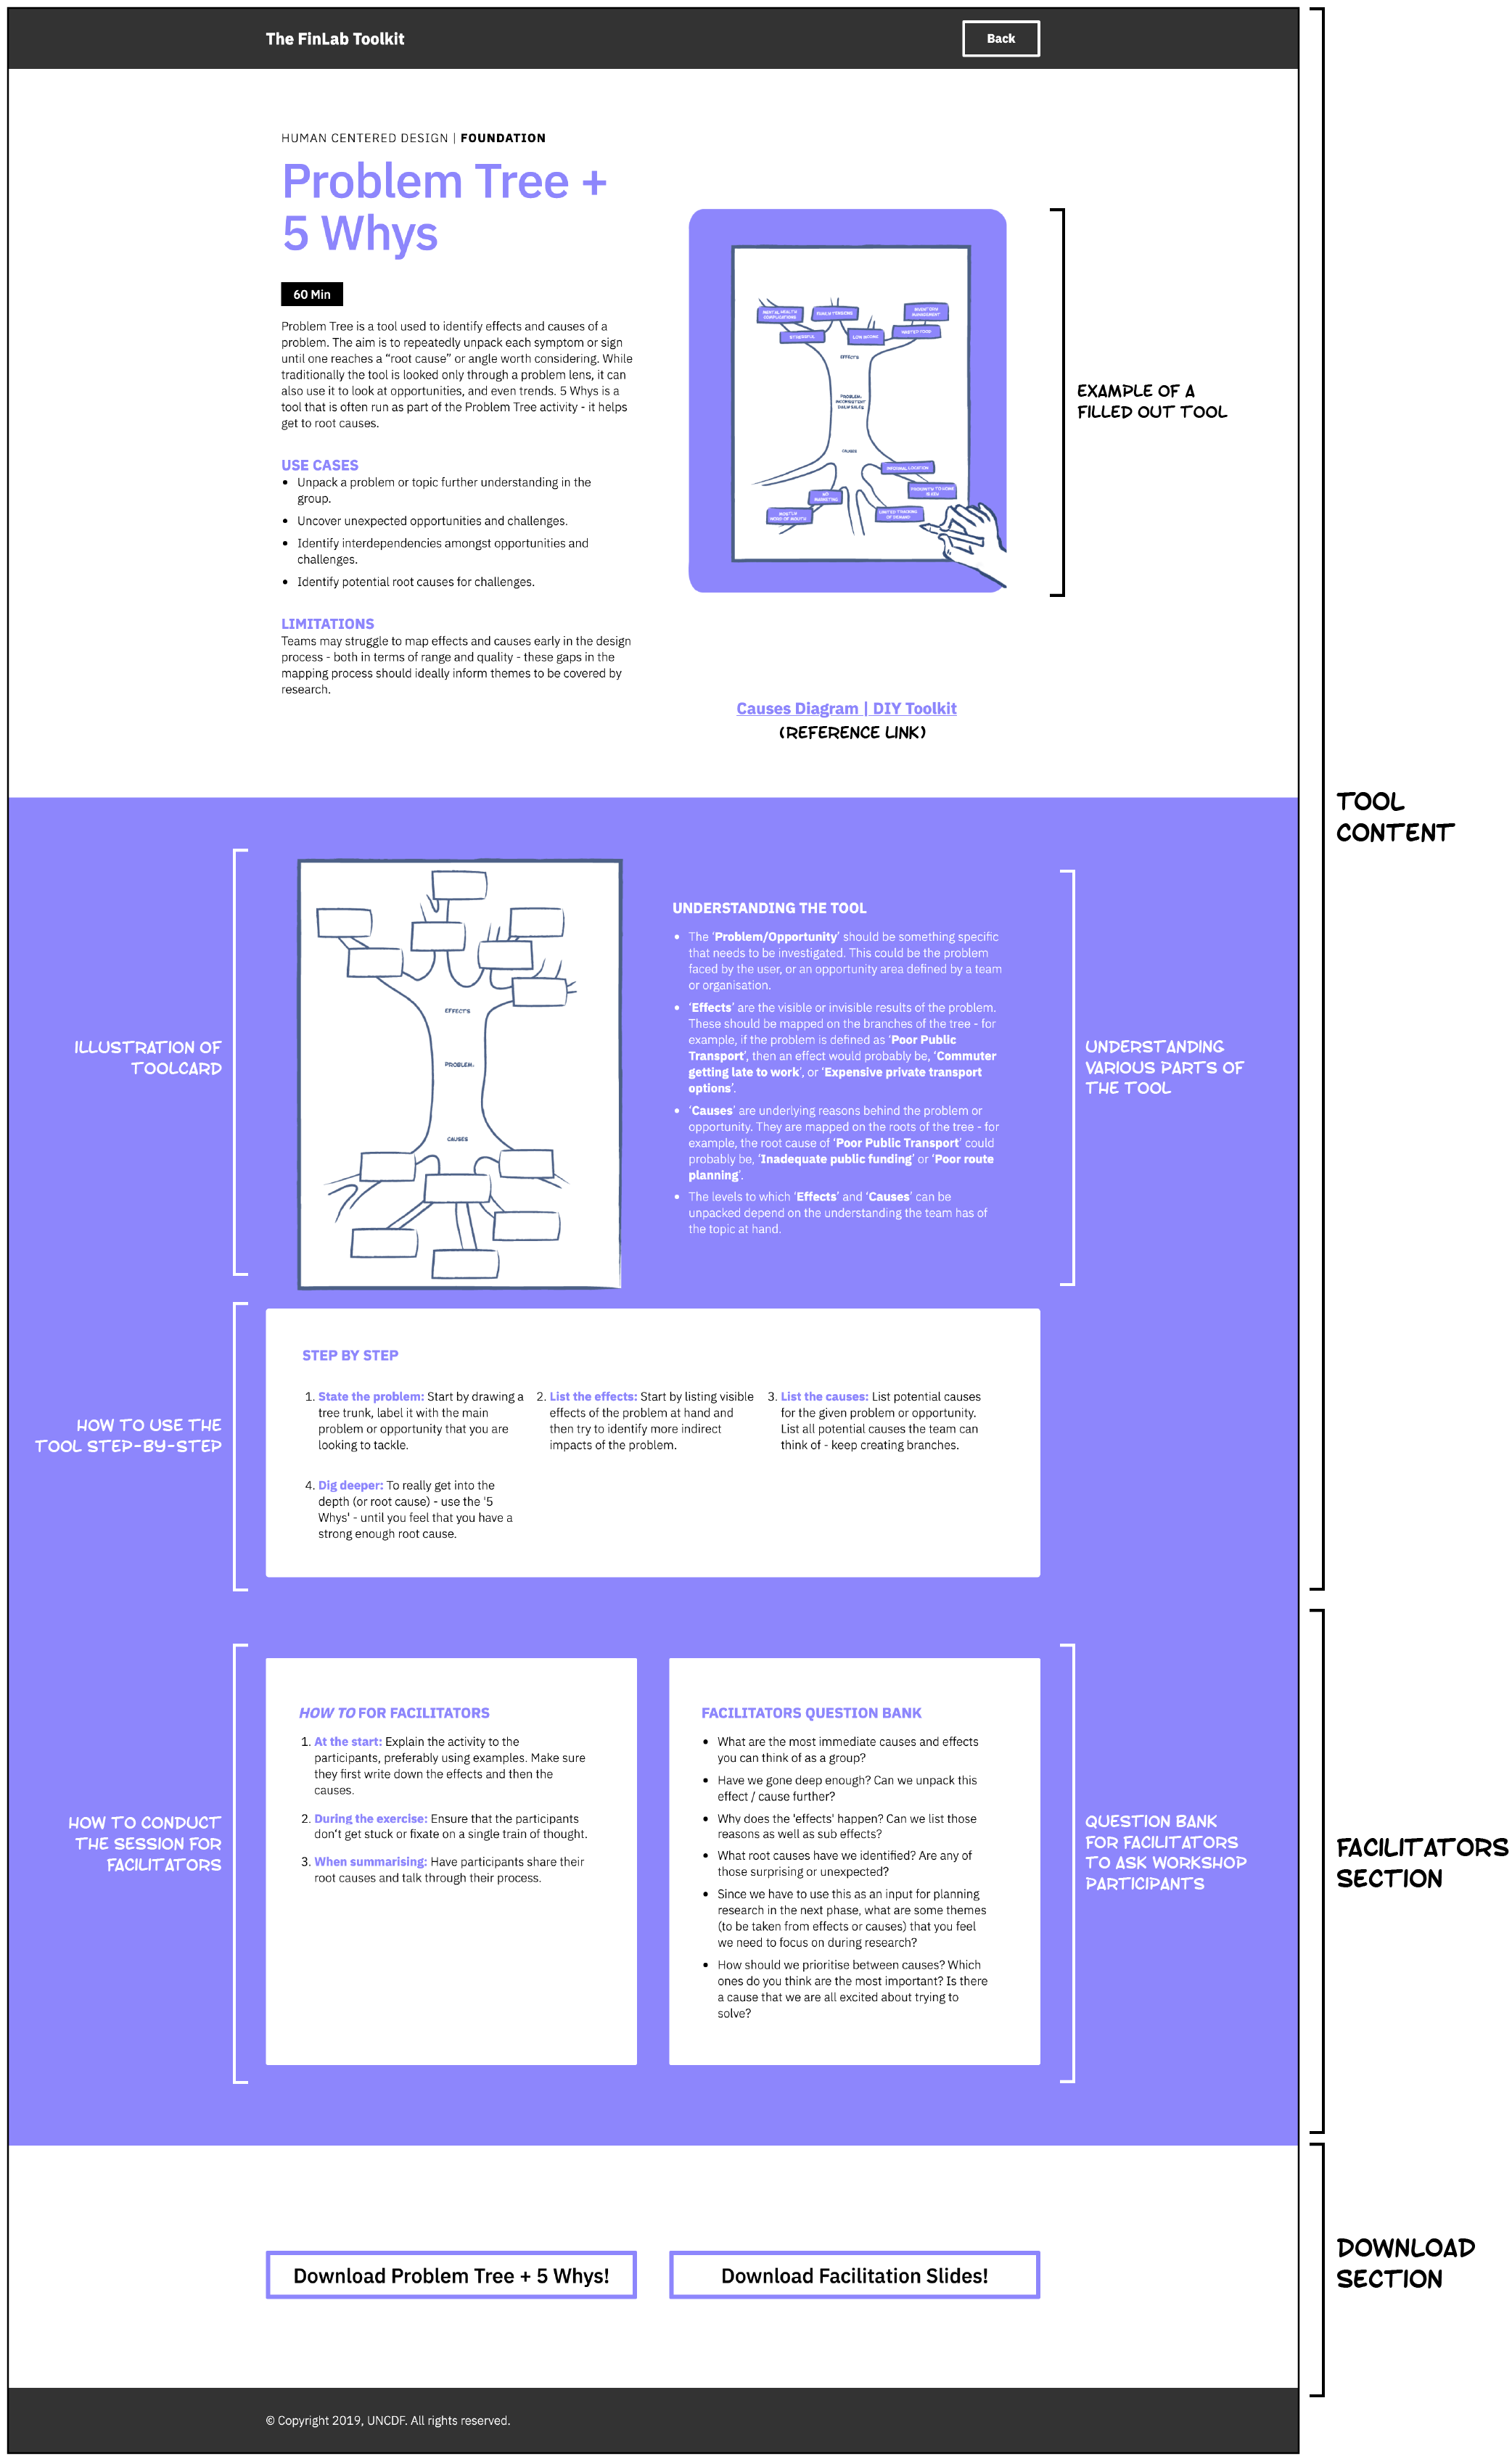 The FinLab Toolkit
Back
HUMAN CENTERED DESIGN | FOUNDATION
Problem Tree +
5 Whys
60 Min
Problem Tree is a tool used to identify effects and causes of a
problem. The aim is to repeatedly unpack each symptom or sign
until one reaches a “root cause” or angle worth considering. While
traditionally the tool is looked only through a problem lens, it can
also use it to look at opportunities, and even trends. 5 Whys is a
tool that is often run as part of the Problem Tree activity - it helps
get to root causes.
USE CASES
• Unpack a problem or topic further understanding in the
group.
• Uncover unexpected opportunities and challenges.
• Identify interdependencies amongst opportunities and
challenges.
• Identify potential root causes for challenges.
LIMITATIONS
Teams may struggle to map effects and causes early in the design
process - both in terms of range and quality - these gaps in the
mapping process should ideally inform themes to be covered by
research.
MENTAL HEALTH
COMPLICATIONS
FAMILY TENSIONS
INVENTORY
MANAGEMENT
STRESSFUL
LOW INCOME
WASTED FOOD
EFFECTS
PROBLEM:
INCONSISTENT
DAILY SALES
CAUSES
PROXIMITY TO HOME
IS KEY
NO
MARKETING
MOSTLY
WORD OF MOUTH
LIMITED TRACKING
OF DEMAND
EXAMPLE OF A
FILLED OUT TOOL
Causes Diagram | DIY Toolkit
(REFERENCE LINK)
TOOL
CONTENT
ILLUSTRATION OF
TOOLCARD
EFFECTS
PROBLEM:
CAUSES
UNDERSTANDING THE TOOL
• The ‘Problem/Opportunity’ should be something specific
that needs to be investigated. This could be the problem
faced by the user, or an opportunity area defined by a team
or organisation.
• ‘Effects’ are the visible or invisible results of the problem.
These should be mapped on the branches of the tree - for
example, if the problem is defined as ‘Poor Public
Transport’, then an effect would probably be, ‘Commuter
getting late to work’, or ‘Expensive private transport
options’.
• ‘Causes’ are underlying reasons behind the problem or
opportunity. They are mapped on the roots of the tree - for
example, the root cause of ‘Poor Public Transport’ could
probably be, ‘Inadequate public funding’ or ‘Poor route
planning’.
• The levels to which ‘Effects’ and ‘Causes’ can be
unpacked depend on the understanding the team has of
the topic at hand.
UNDERSTANDING
VARIOUS PARTS OF
THE TOOL
HOW TO USE THE
TOOL STEP-BY-STEP
STEP BY STEP
1. State the problem: Start by drawing a
tree trunk, label it with the main
problem or opportunity that you are
looking to tackle.
2. List the effects: Start by listing visible
effects of the problem at hand and
then try to identify more indirect
impacts of the problem.
3. List the causes: List potential causes
for the given problem or opportunity.
List all potential causes the team can
think of - keep creating branches.
4. Dig deeper: To really get into the
depth (or root cause) - use the '5
Whys' - until you feel that you have a
strong enough root cause.
HOW TO CONDUCT
THE SESSION FOR
FACILITATORS
HOW TO FOR FACILITATORS
1. At the start: Explain the activity to the
participants, preferably using examples. Make sure
they first write down the effects and then the
causes.
2. During the exercise: Ensure that the participants
don't get stuck or fixate on a single train of thought.
3. When summarising: Have participants share their
root causes and talk through their process.
FACILITATORS QUESTION BANK
• What are the most immediate causes and effects
you can think of as a group?
• Have we gone deep enough? Can we unpack this
effect / cause further?
• Why does the 'effects' happen? Can we list those
reasons as well as sub effects?
• What root causes have we identified? Are any of
those surprising or unexpected?
• Since we have to use this as an input for planning
research in the next phase, what are some themes
(to be taken from effects or causes) that you feel
we need to focus on during research?
• How should we prioritise between causes? Which
ones do you think are the most important? Is there
a cause that we are all excited about trying to
solve?
QUESTION BANK
FOR FACILITATORS
TO ASK WORKSHOP
PARTICIPANTS
FACILITATORS
SECTION
Download Problem Tree + 5 Whys!
Download Facilitation Slides!
DOWNLOAD
SECTION
© Copyright 2019, UNCDF. All rights reserved.